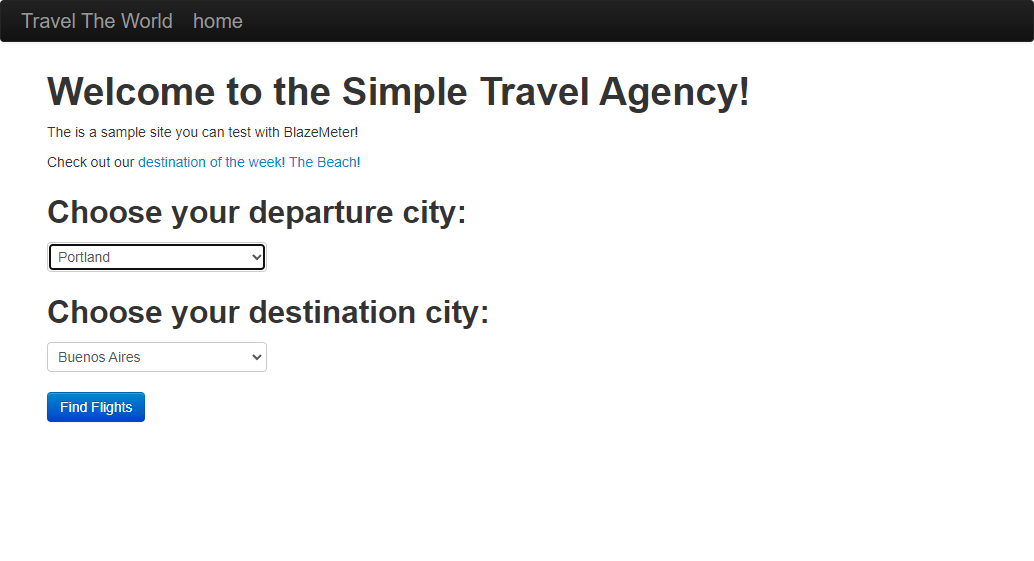 Travel The World home
Welcome to the Simple Travel Agency!
The is a sample site you can test with BlazeMeter!
Check out our destination of the week! The Beach!
Choose your departure city:
Portland
Choose your destination city:
Buenos Aires
Find Flights